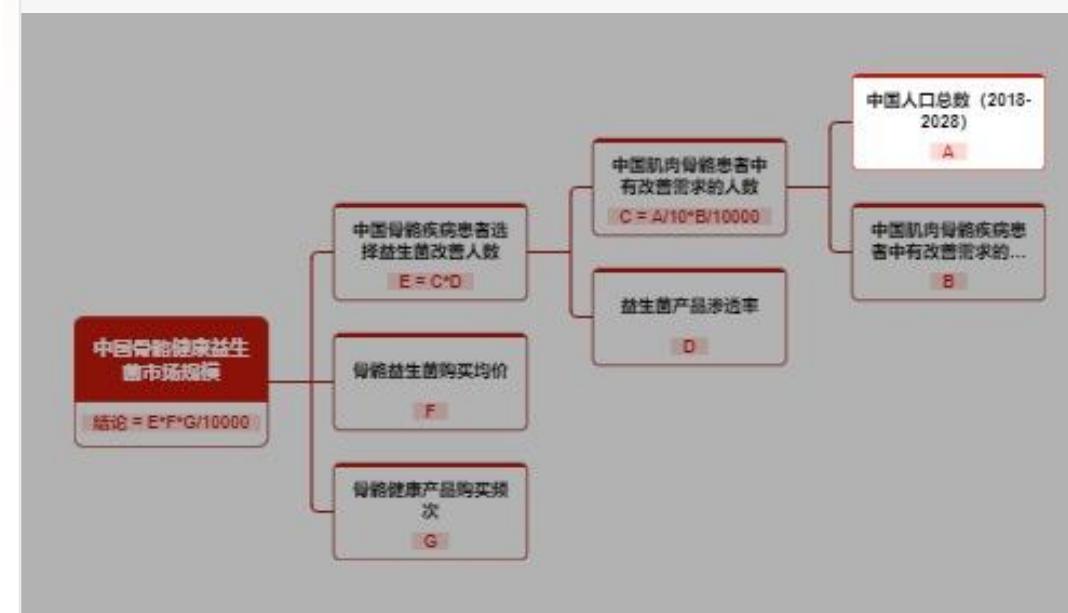 中国人口总数（2018-
2028）
A
中国肌肉骨骼患者中
有改善需求的人数
C = A/10*B/10000
中国骨骼疾病患者选
择益生菌改善人数
E = C*D
中国肌肉骨骼疾病患
者中有改善需求的...
B
益生菌产品渗透率
D
中国骨骼健康益生
菌市场规模
结论 = E*F*G/10000
骨骼益生菌购买均价
F
骨骼健康产品购买频
次
G